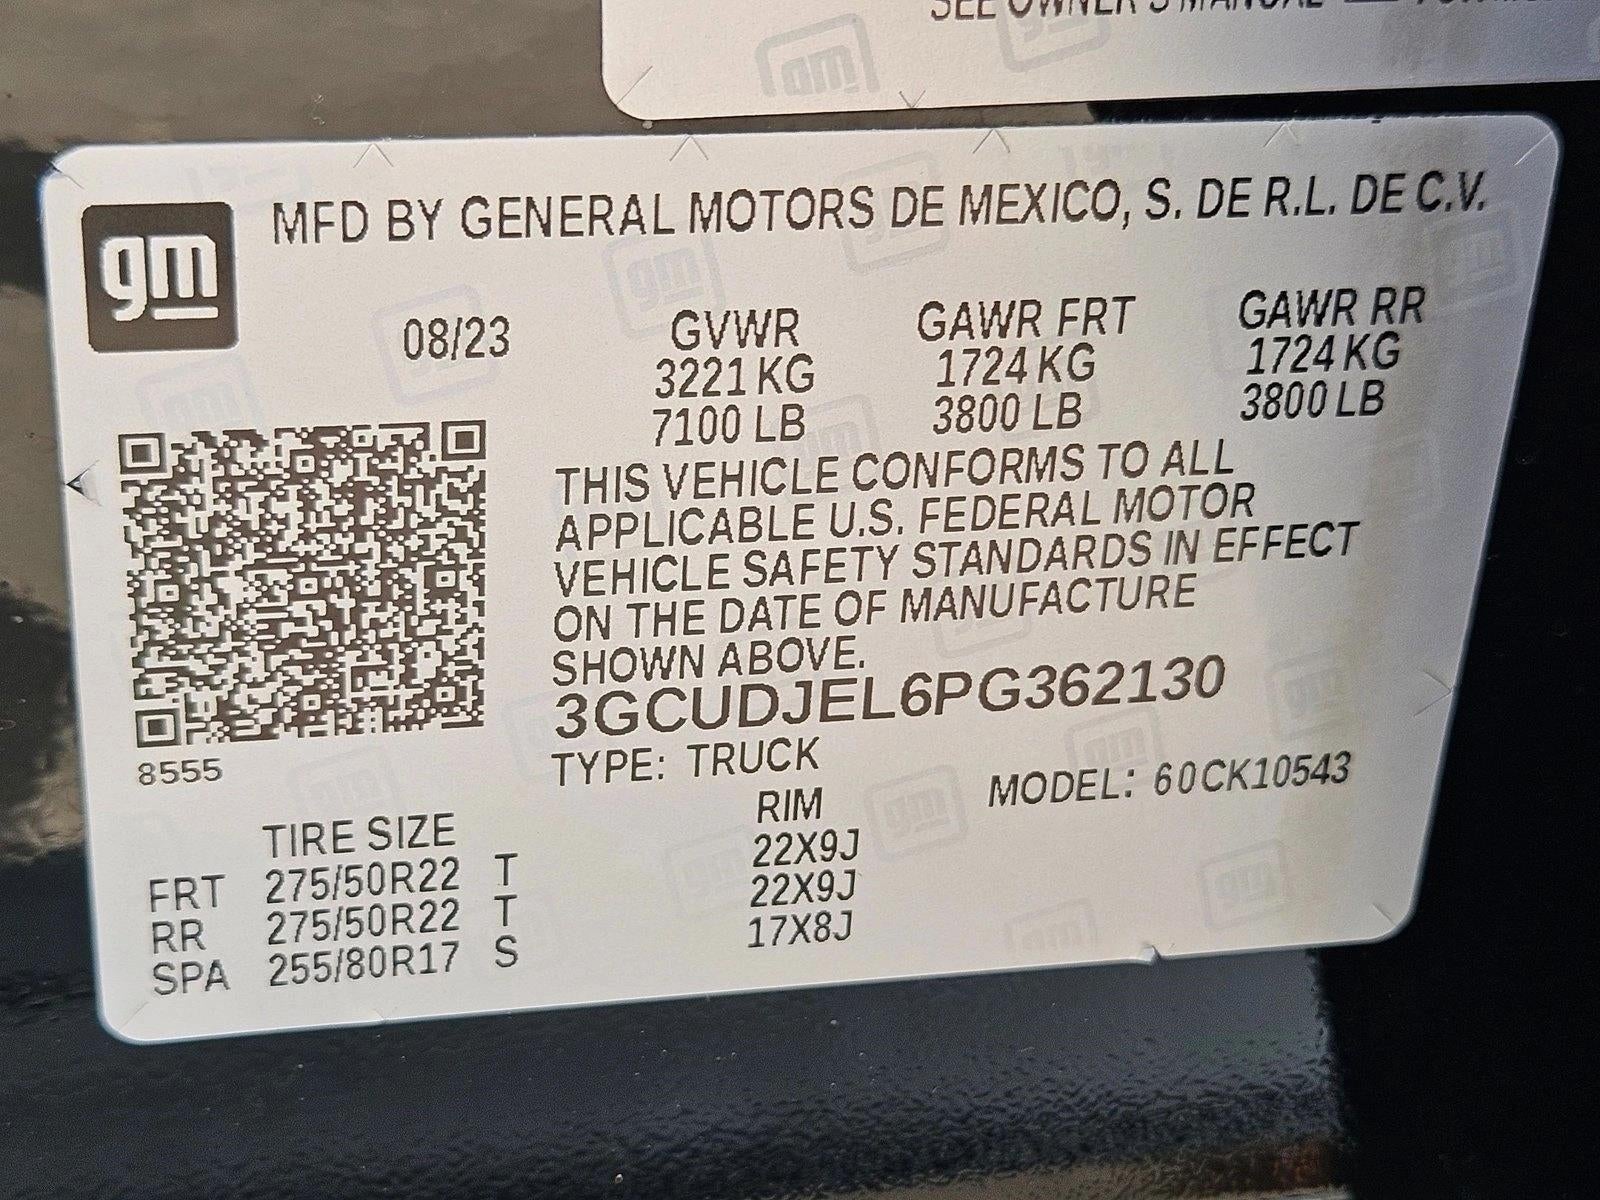 SEE OWNER'S MANUAL
gm
MFD BY GENERAL MOTORS DE MEXICO, S. DE R.L. DE C.V.
08/23 GVWR GAWR FRT GAWR RR
3221 KG 1724 KG 1724 KG
7100 LB 3800 LB 3800 LB
THIS VEHICLE CONFORMS TO ALL
APPLICABLE U.S. FEDERAL MOTOR
VEHICLE SAFETY STANDARDS IN EFFECT
ON THE DATE OF MANUFACTURE
SHOWN ABOVE.
3GCUDJEL6PG362130
8555
TYPE: TRUCK MODEL: 60CK10543
TIRE SIZE RIM
FRT 275/50R22 T 22X9J
RR 275/50R22 T 22X9J
SPA 255/80R17 S 17X8J